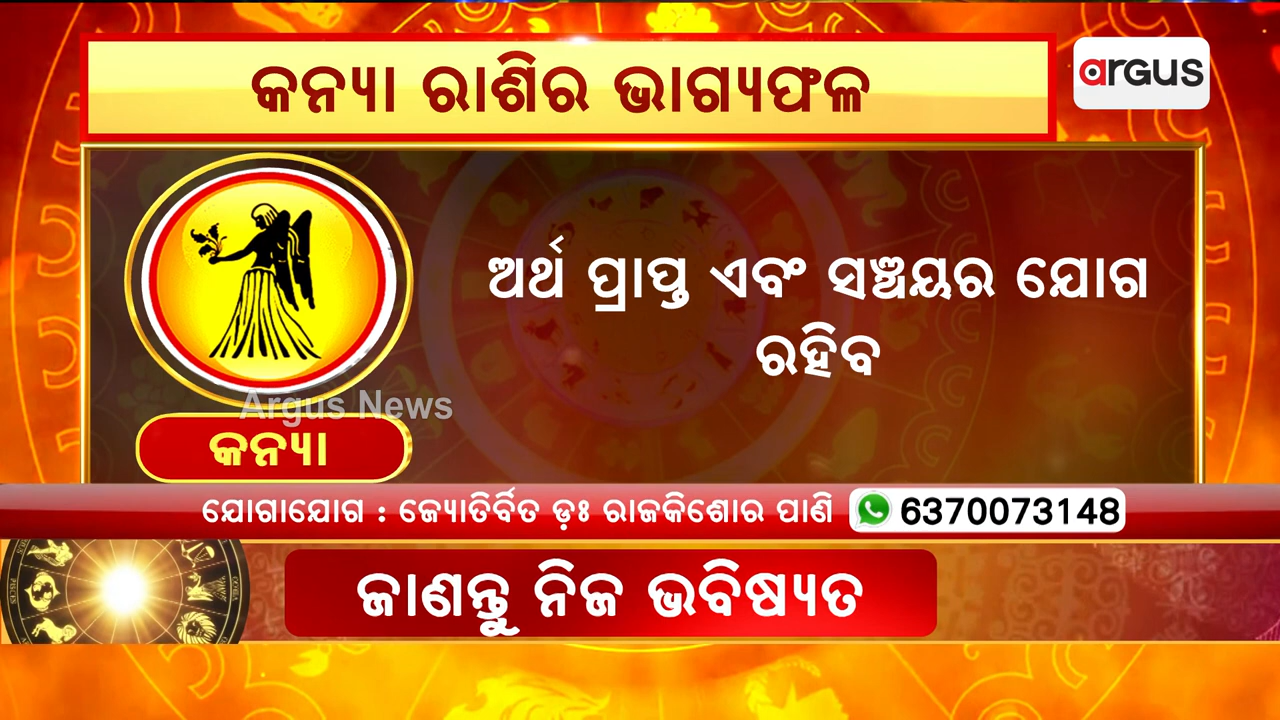 କନ୍ୟା ରାଶିର ଭାଗ୍ୟଫଳ
argus
ଅର୍ଥ ପ୍ରାପ୍ତ ଏବଂ ସଞ୍ଚୟର ଯୋଗ
ରହିବ
Argus News
କନ୍ୟା
ଯୋଗାଯୋଗ : ଜ୍ୟୋତିର୍ବିତ ଡ଼ଃ ରାଜକିଶୋର ପାଣି 6370073148
ଜାଣନ୍ତୁ ନିଜ ଭବିଷ୍ୟତ